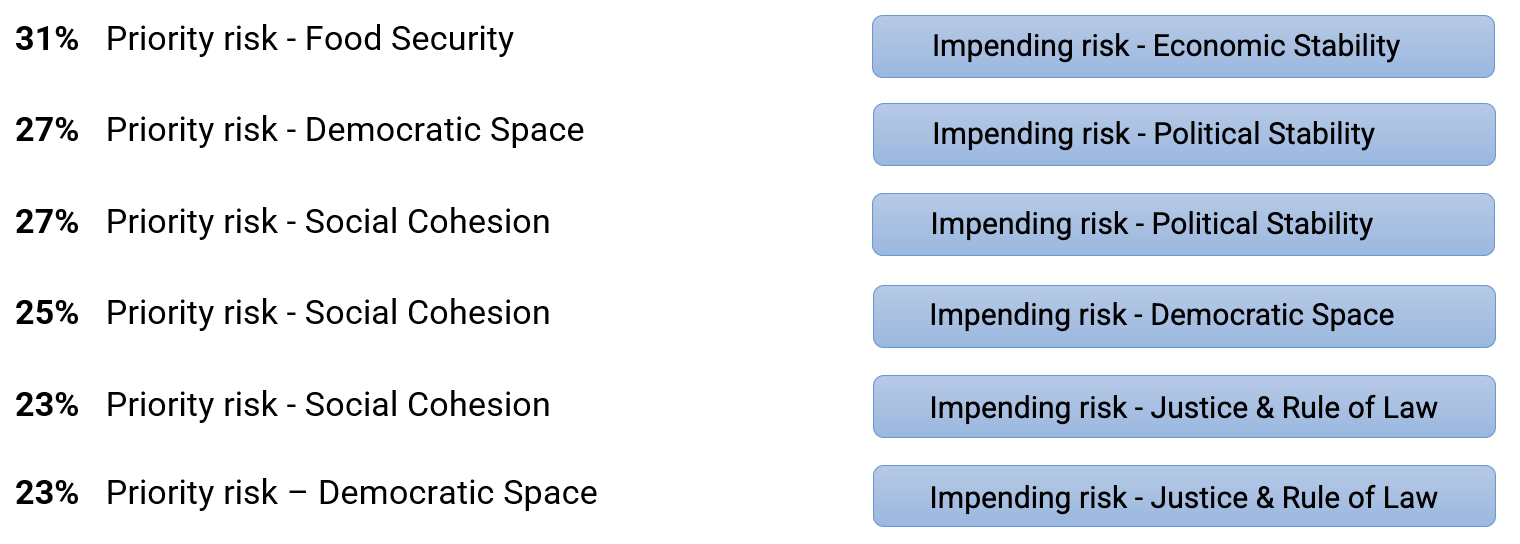 31% Priority risk - Food Security Impending risk - Economic Stability
27% Priority risk - Democratic Space Impending risk - Political Stability
27% Priority risk - Social Cohesion Impending risk - Political Stability
25% Priority risk - Social Cohesion Impending risk - Democratic Space
23% Priority risk - Social Cohesion Impending risk - Justice & Rule of Law
23% Priority risk – Democratic Space Impending risk - Justice & Rule of Law